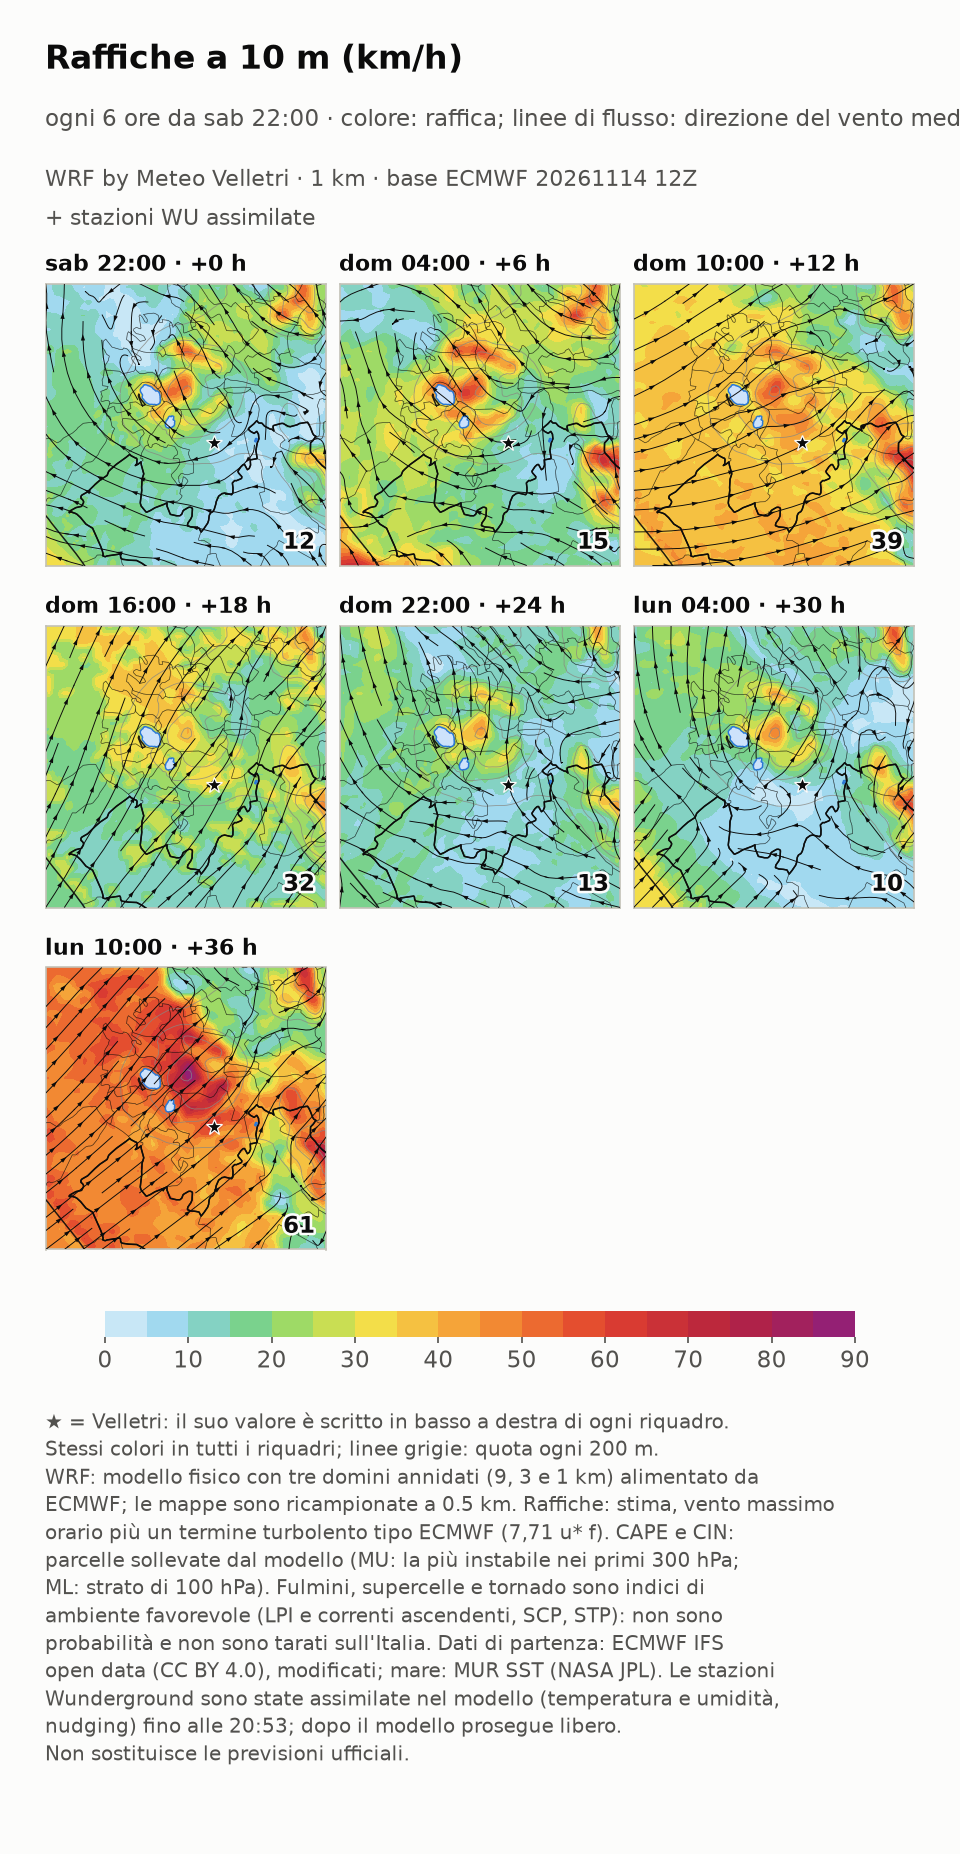 Raffiche a 10 m (km/h)
ogni 6 ore da sab 22:00 · colore: raffica; linee di flusso: direzione del vento med
WRF by Meteo Velletri · 1 km · base ECMWF 20261114 12Z
+ stazioni WU assimilate
sab 22:00 · +0 h
dom 04:00 · +6 h
dom 10:00 · +12 h
12
15
39
dom 16:00 · +18 h
dom 22:00 · +24 h
lun 04:00 · +30 h
32
13
10
lun 10:00 · +36 h
61
0 10 20 30 40 50 60 70 80 90
★ = Velletri: il suo valore è scritto in basso a destra di ogni riquadro.
Stessi colori in tutti i riquadri; linee grigie: quota ogni 200 m.
WRF: modello fisico con tre domini annidati (9, 3 e 1 km) alimentato da
ECMWF; le mappe sono ricampionate a 0.5 km. Raffiche: stima, vento massimo
orario più un termine turbolento tipo ECMWF (7,71 u* f). CAPE e CIN:
parcelle sollevate dal modello (MU: la più instabile nei primi 300 hPa;
ML: strato di 100 hPa). Fulmini, supercelle e tornado sono indici di
ambiente favorevole (LPI e correnti ascendenti, SCP, STP): non sono
probabilità e non sono tarati sull'Italia. Dati di partenza: ECMWF IFS
open data (CC BY 4.0), modificati; mare: MUR SST (NASA JPL). Le stazioni
Wunderground sono state assimilate nel modello (temperatura e umidità,
nudging) fino alle 20:53; dopo il modello prosegue libero.
Non sostituisce le previsioni ufficiali.